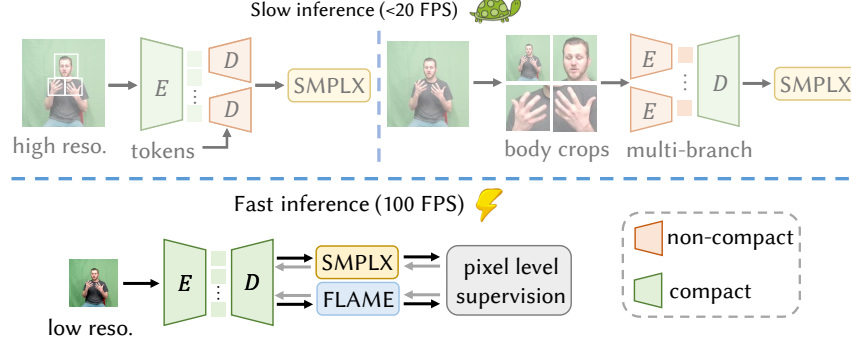 Slow inference (<20 FPS)
E
D
D
SMPLX
high reso.
tokens
E
E
D
SMPLX
body crops
multi-branch
Fast inference (100 FPS)
E
D
SMPLX
FLAME
pixel level
supervision
low reso.
non-compact
compact